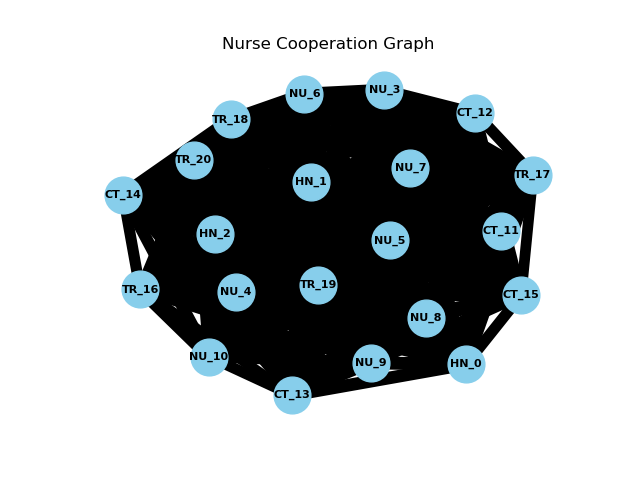 Nurse Cooperation Graph
NU_3
NU_6
CT_12
TR_18
TR_20
HN_1
NU_7
TR_17
CT_14
HN_2
NU_5
CT_11
TR_16
NU_4
TR_19
CT_15
NU_8
NU_10
NU_9
HN_0
CT_13